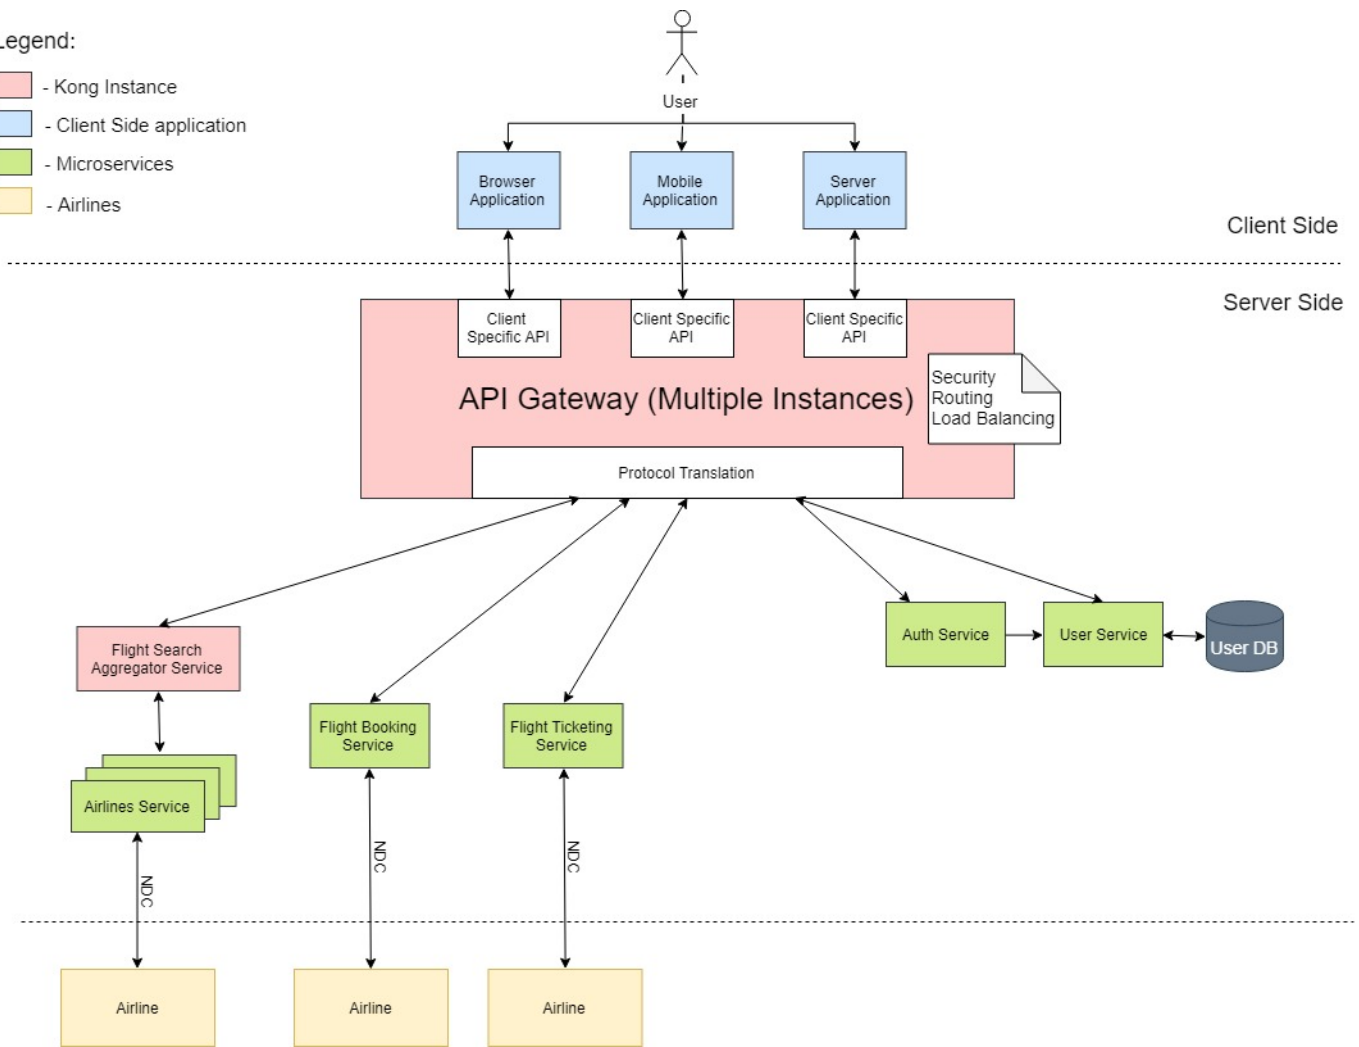 Legend:
- Kong Instance
- Client Side application
- Microservices
- Airlines
User
Browser
Application
Mobile
Application
Server
Application
Client Side
Server Side
Client
Specific API
Client Specific
API
Client Specific
API
API Gateway (Multiple Instances)
Security
Routing
Load Balancing
Protocol Translation
Flight Search
Aggregator Service
Auth Service
User Service
User DB
Flight Booking
Service
Flight Ticketing
Service
Airlines Service
NDC
NDC
NDC
Airline
Airline
Airline